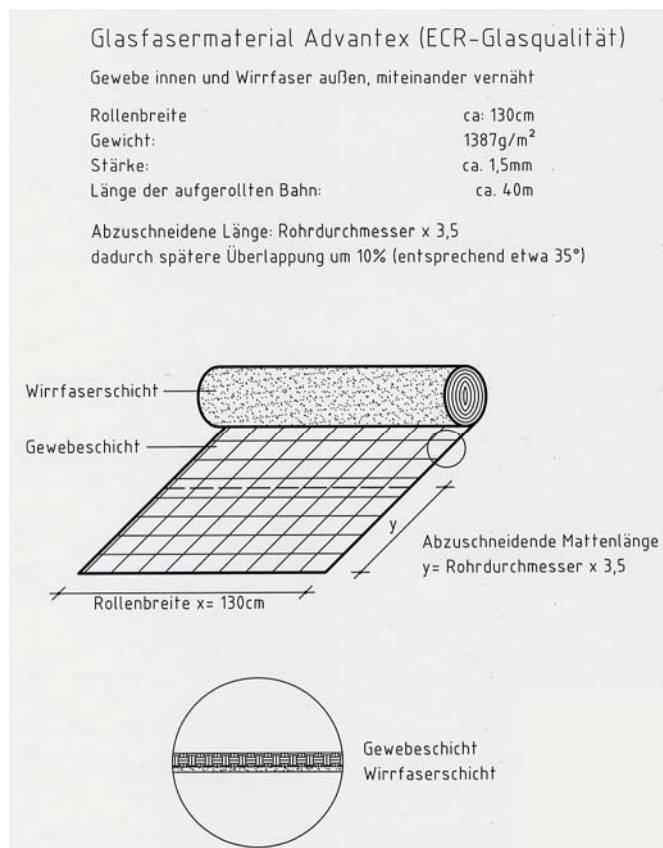 Glasfasermaterial Advantex (ECR-Glasqualität)
Gewebe innen und Wirrfaser außen, miteinander vernäht
Rollenbreite ca: 130cm
Gewicht: 1387g/m²
Stärke: ca. 1,5mm
Länge der aufgerollten Bahn: ca. 40m
Abzuschneidene Länge: Rohrdurchmesser x 3,5
dadurch spätere Überlappung um 10% (entsprechend etwa 35°)
Wirrfaserschicht
Gewebeschicht
y
Abzuschneidende Mattenlänge
y= Rohrdurchmesser x 3,5
Rollenbreite x= 130cm
Gewebeschicht
Wirrfaserschicht